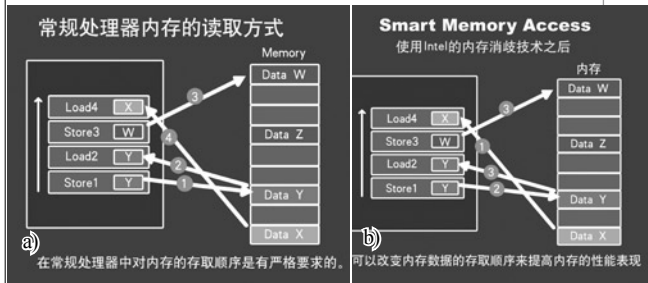 常规处理器内存的读取方式
Memory
Data W
Load4 X
Store3 W
Load2 Y
Store1 Y
3
4
2
1
Data Z
Data Y
Data X
a)
在常规处理器中对内存的存取顺序是有严格要求的。
Smart Memory Access
使用Intel的内存消歧技术之后
内存
Data W
Load4 X
Store3 W
Load2 Y
Store1 Y
3
1
3
2
Data Z
Data Y
Data X
b)
可以改变内存数据的存取顺序来提高内存的性能表现